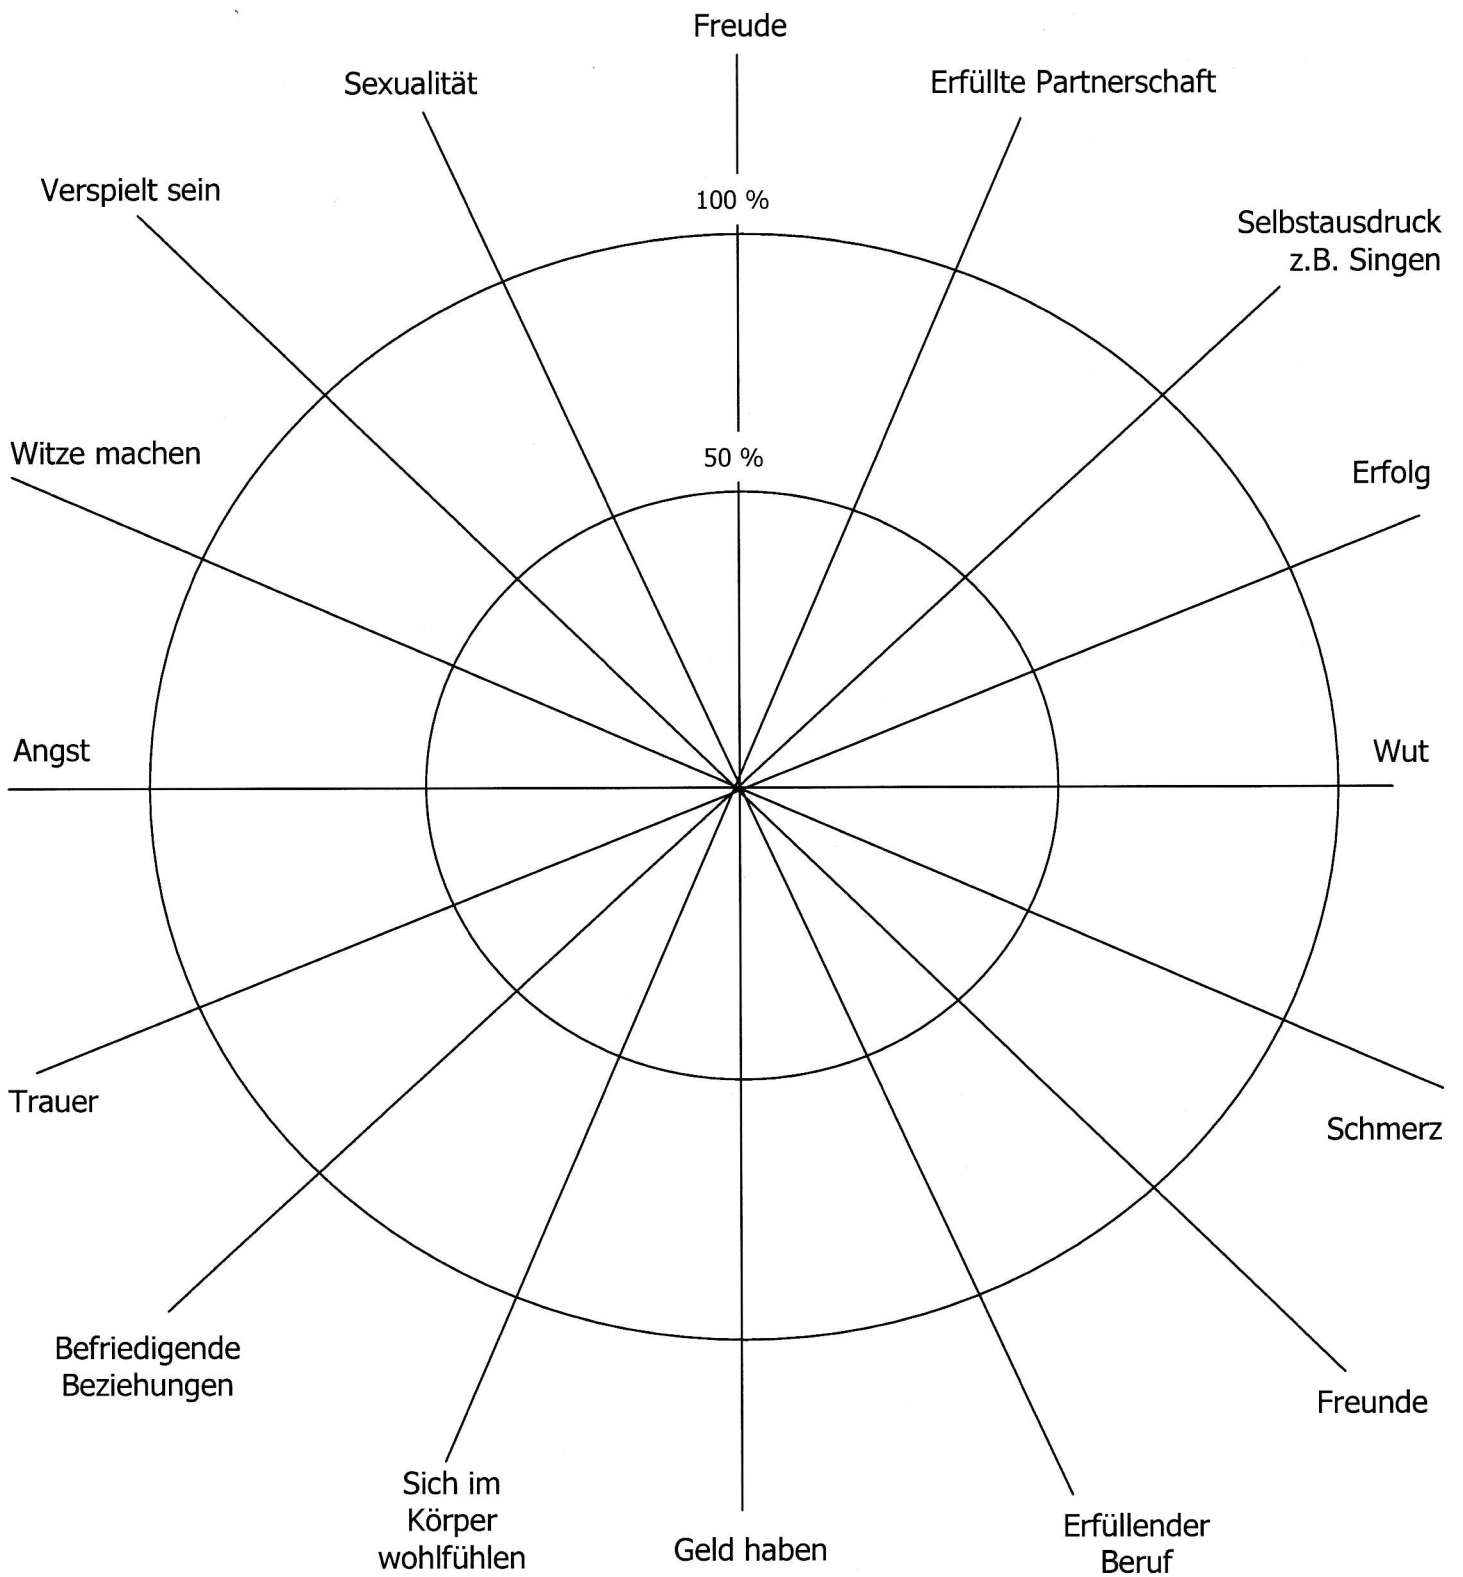 Freude
Sexualität
Erfüllte Partnerschaft
Verspielt sein
100 %
Selbstausdruck
z.B. Singen
Witze machen
50 %
Erfolg
Angst
Wut
Trauer
Schmerz
Befriedigende
Beziehungen
Freunde
Sich im
Körper
wohlfühlen
Geld haben
Erfüllender
Beruf